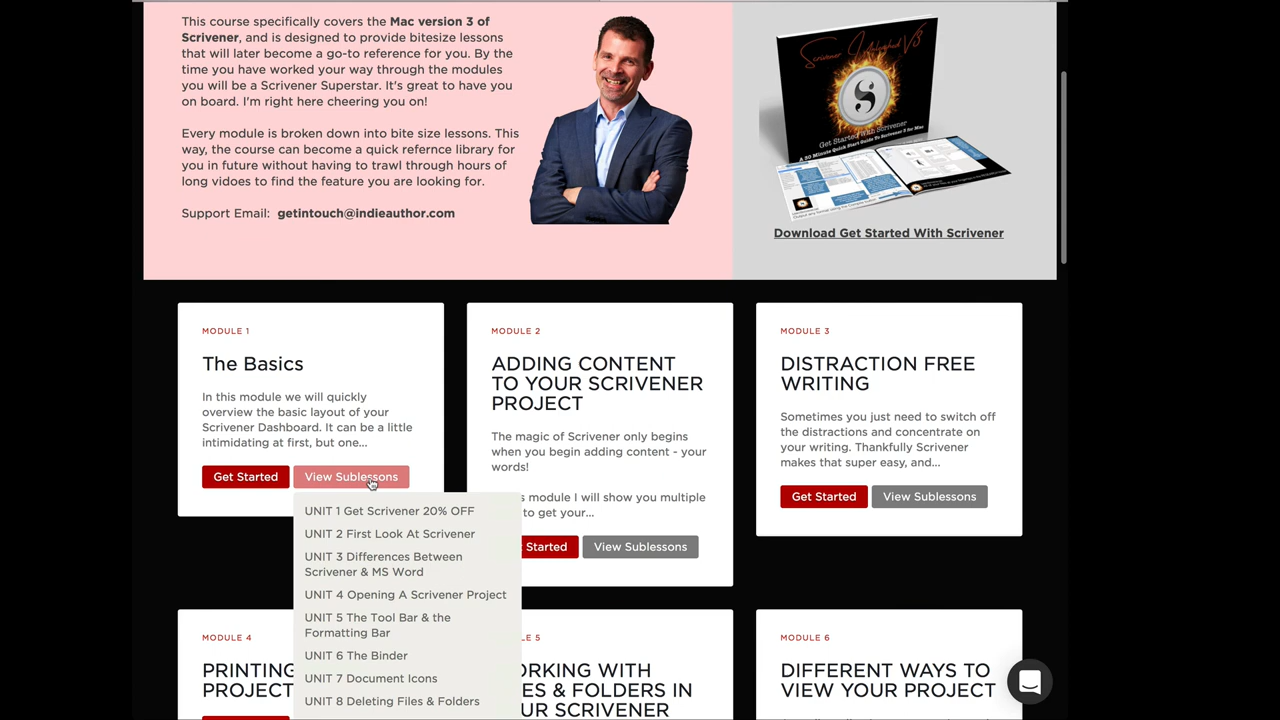 This course specifically covers the Mac version 3 of
Scrivener, and is designed to provide bitesize lessons
that will later become a go-to reference for you. By the
time you have worked your way through the modules
you will be a Scrivener Superstar. It's great to have you
on board. I'm right here cheering you on!
Every module is broken down into bite size lessons. This
way, the course can become a quick refernce library for
you in future without having to trawl through hours of
long vidoes to find the feature you are looking for.
Support Email: getintouch@indieauthor.com
Get Started With Scrivener
A 30 Minute Quick Start Guide To Scrivener 3 for Mac
Download Get Started With Scrivener
MODULE 1
The Basics
In this module we will quickly
overview the basic layout of your
Scrivener Dashboard. It can be a little
intimidating at first, but one...
Get Started
View Sublessons
UNIT 1 Get Scrivener 20% OFF
UNIT 2 First Look At Scrivener
UNIT 3 Differences Between
Scrivener & MS Word
UNIT 4 Opening A Scrivener Project
UNIT 5 The Tool Bar & the
Formatting Bar
UNIT 6 The Binder
UNIT 7 Document Icons
UNIT 8 Deleting Files & Folders
MODULE 2
ADDING CONTENT
TO YOUR SCRIVENER
PROJECT
The magic of Scrivener only begins
when you begin adding content - your
words!
s module I will show you multiple
to get your...
Started
View Sublessons
MODULE 3
DISTRACTION FREE
WRITING
Sometimes you just need to switch off
the distractions and concentrate on
your writing. Thankfully Scrivener
makes that super easy, and...
Get Started
View Sublessons
MODULE 4
PRINTING
PROJECT
5
ORKING WITH
ES & FOLDERS IN
UR SCRIVENER
MODULE 6
DIFFERENT WAYS TO
VIEW YOUR PROJECT